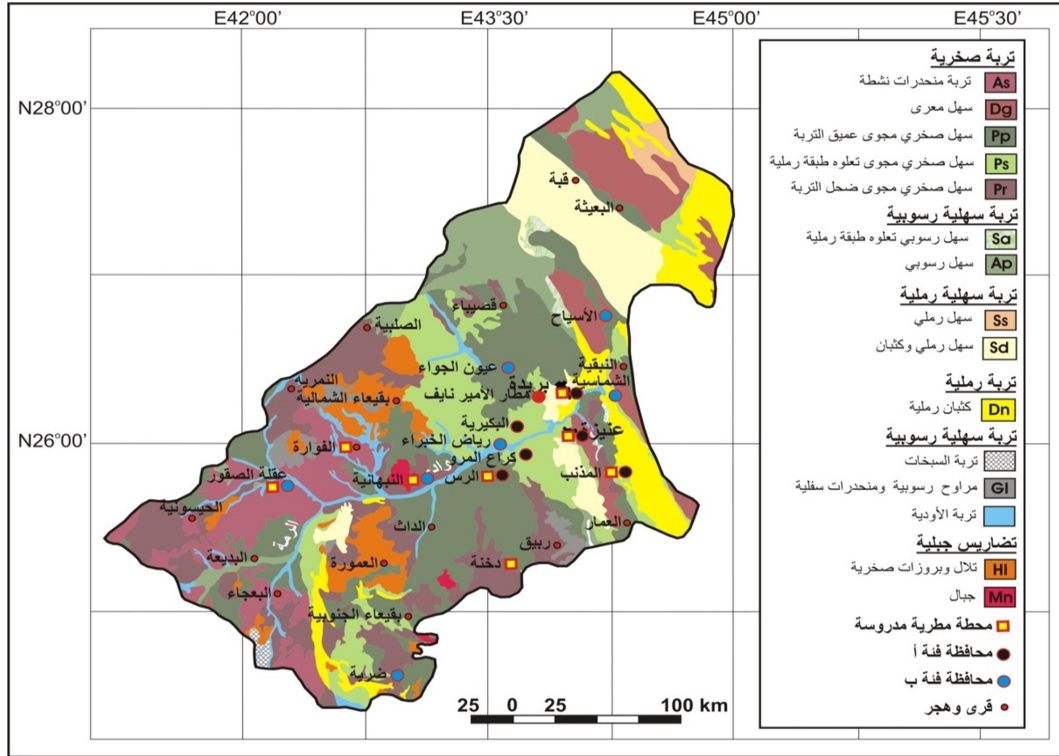 E42°00' E43°30' E45°00' E45°30'
N28°00'
N26°00'
قبة
البعيثة
قصيباء
الصلبية
الأسياح
عيون الجواء
النبقية
الشماسية
بريدة
مطار الأمير نايف
النمرية
بقيعاء الشمالية
البكيرية
عنيزة
رياض الخبراء
الفوارة
كراع المرو
وادي
النبهانية
الرس
المذنب
عقلة الصقور
الحيسونية
الرمة
الداث
العمار
ربيق
البديعة
العمورة
دخنة
البعجاء
بقيعاء الجنوبية
ضرية
25 0 25 100 km
تربة صخرية
As تربة منحدرات نشطة
Dg سهل معرى
Pp سهل صخري مجوى عميق التربة
Ps سهل صخري مجوى تعلوه طبقة رملية
Pr سهل صخري مجوى ضحل التربة
تربة سهلية رسوبية
Sa سهل رسوبي تعلوه طبقة رملية
Ap سهل رسوبي
تربة سهلية رملية
Ss سهل رملي
Sd سهل رملي وكثبان
تربة رملية
Dn كثبان رملية
تربة سهلية رسوبية
تربة السبخات
Gl مراوح رسوبية ومنحدرات سفلية
تربة الأودية
تضاريس جبلية
Hl تلال وبروزات صخرية
Mn جبال
محطة مطرية مدروسة
محافظة فئة أ
محافظة فئة ب
قرى وهجر